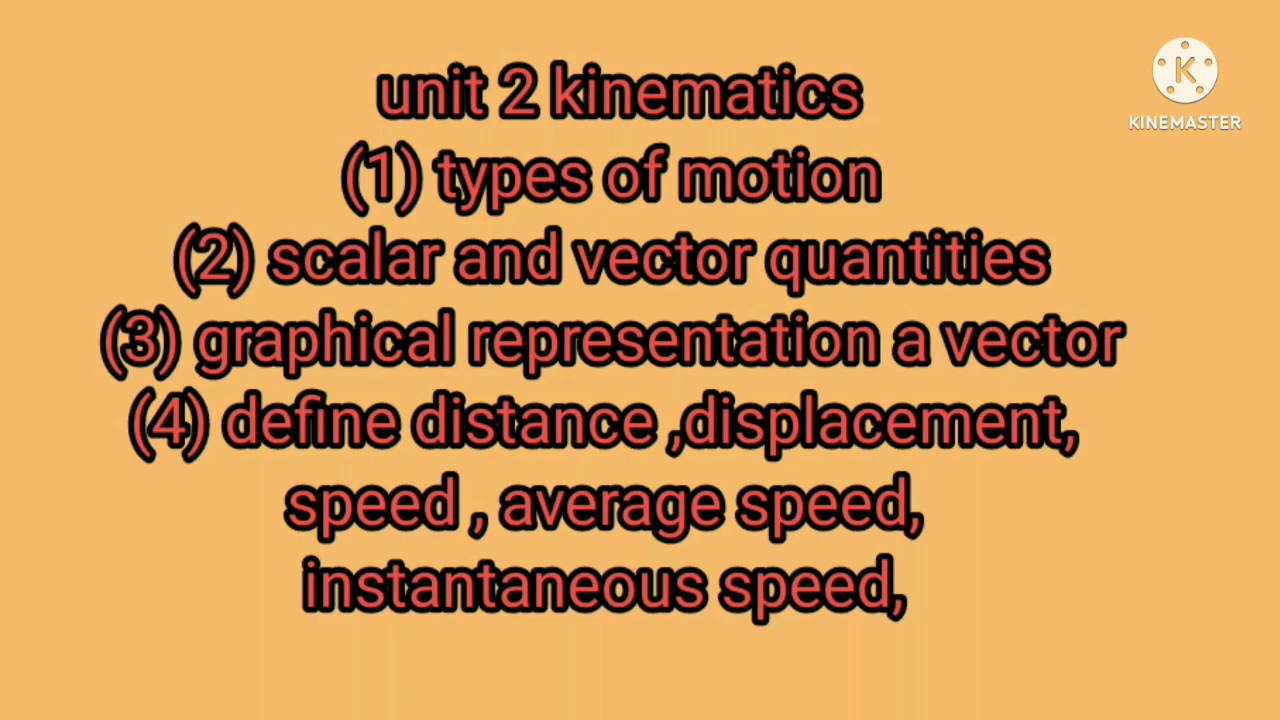 unit 2 kinematics
(1) types of motion
(2) scalar and vector quantities
(3) graphical representation a vector
(4) define distance ,displacement,
speed , average speed,
instantaneous speed,
K
KINEMASTER